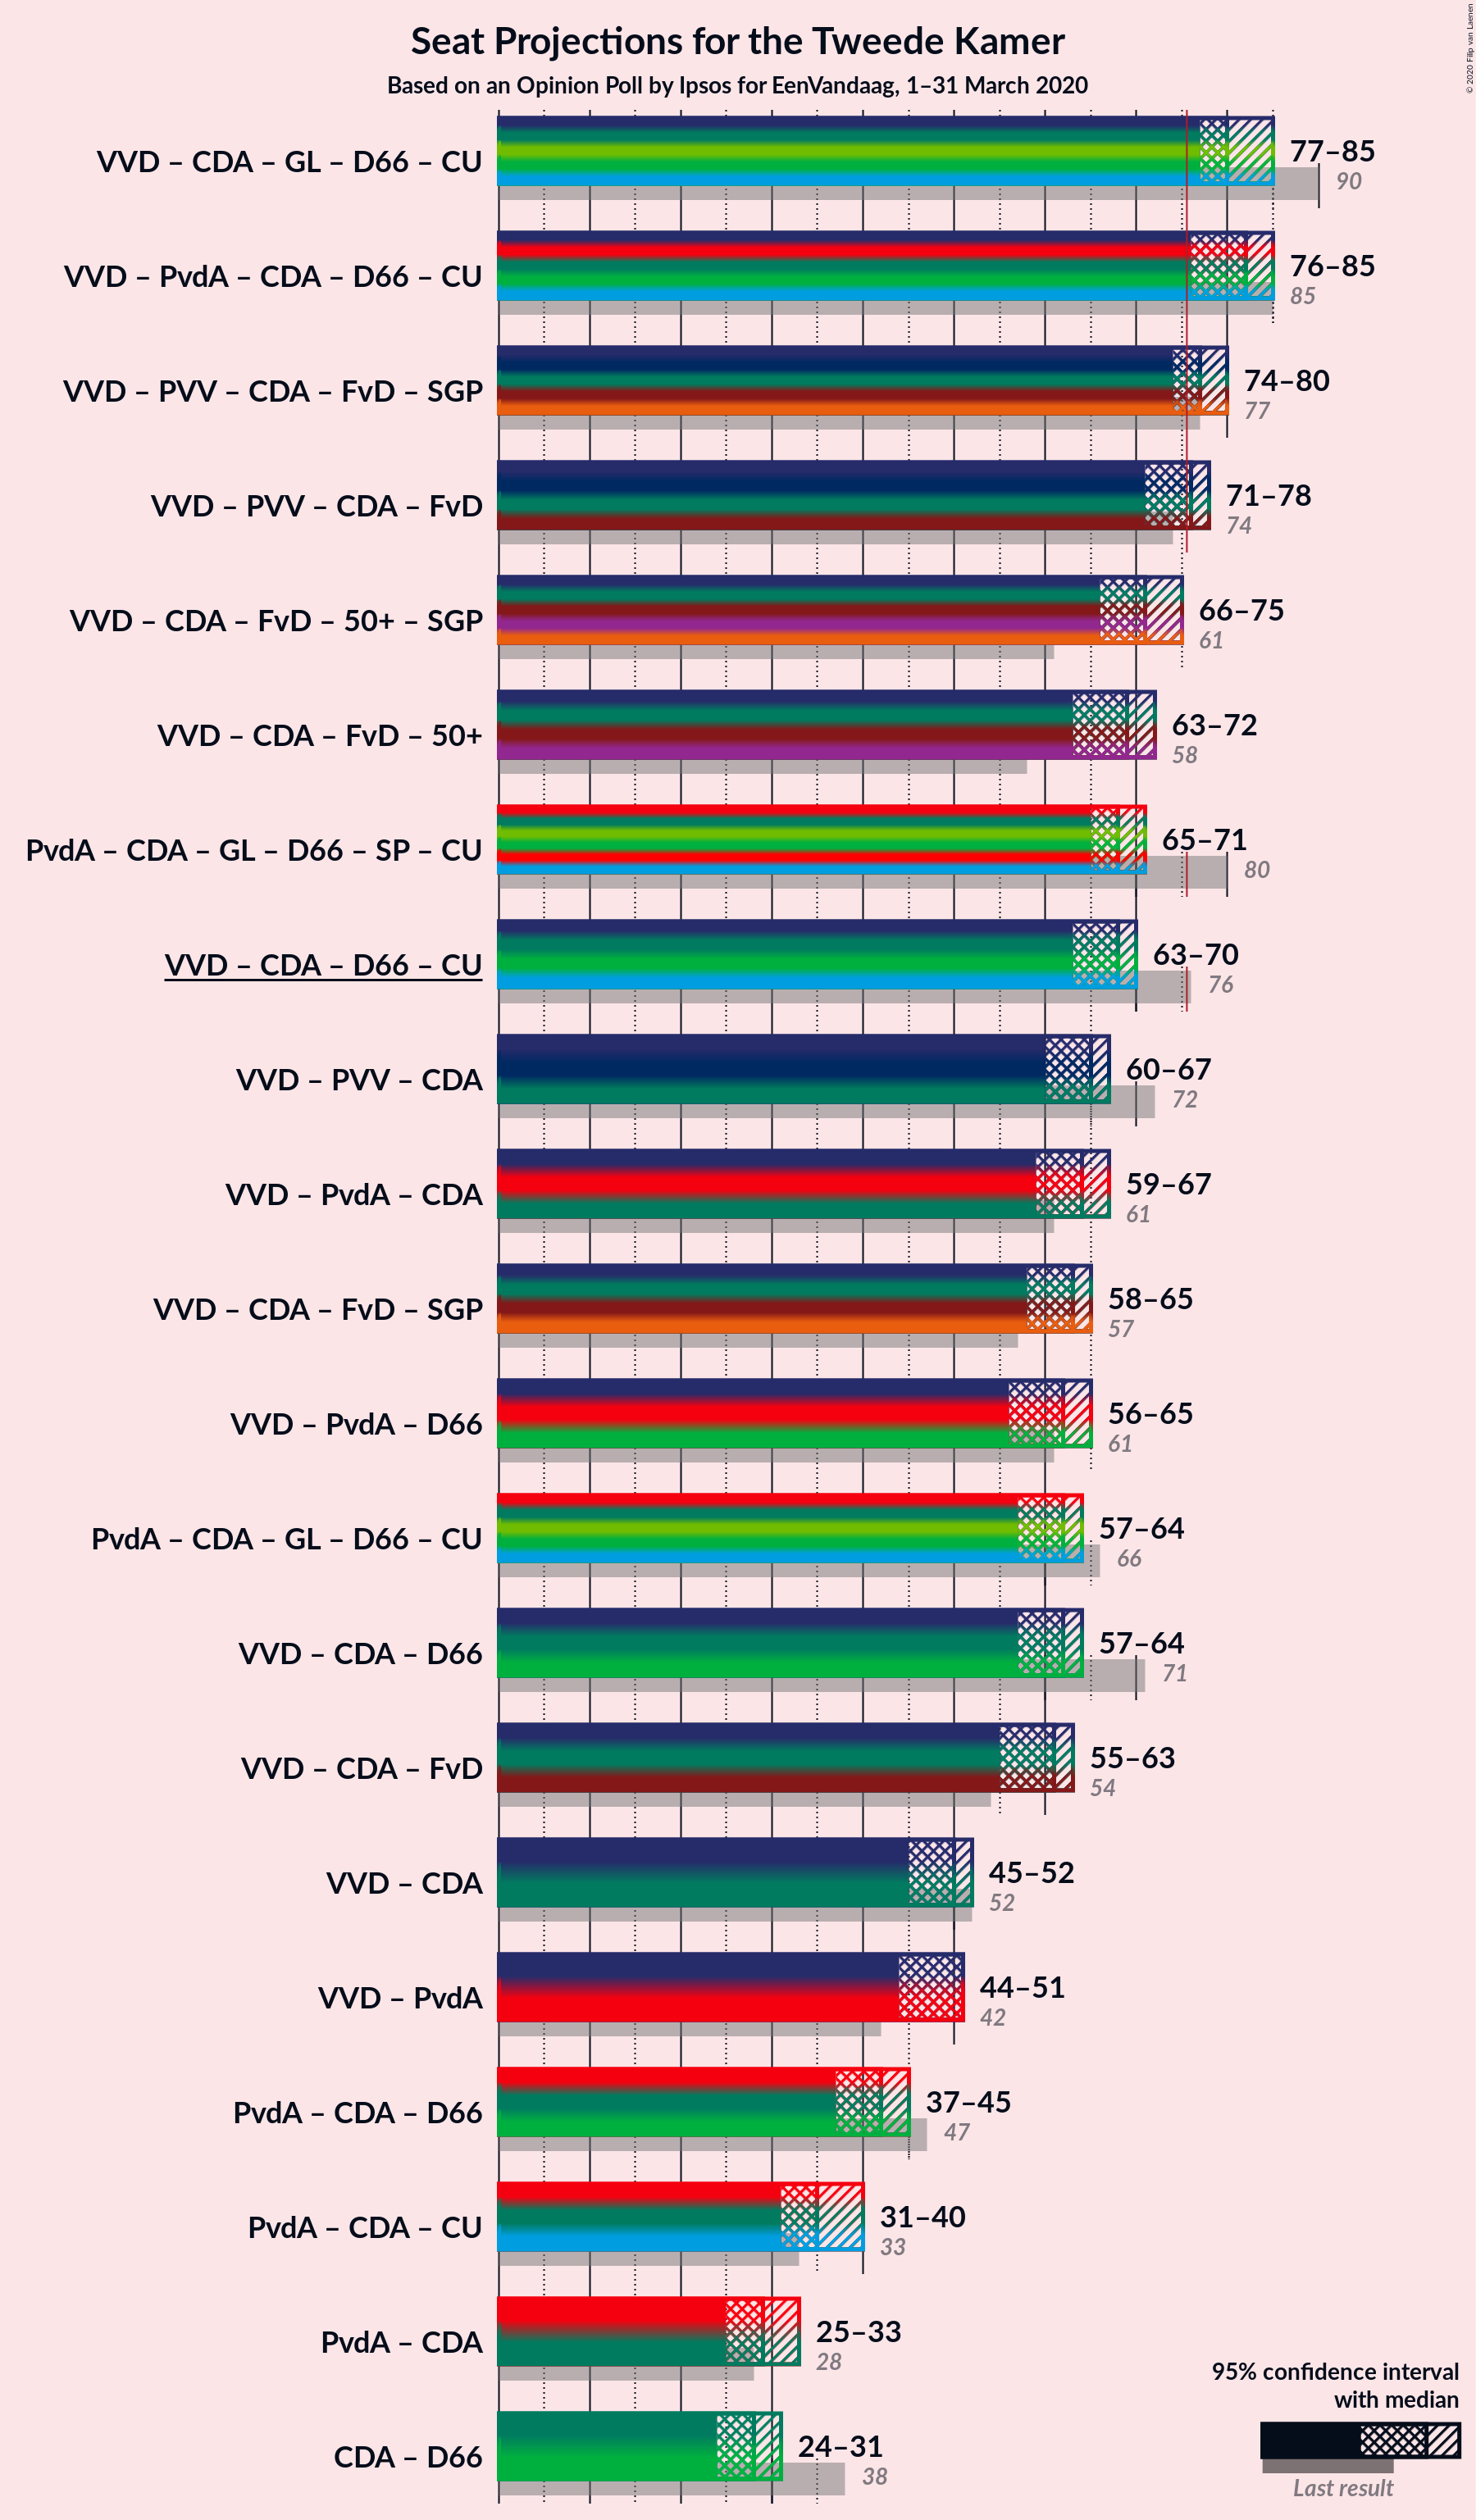 Seat Projections for the Tweede Kamer
Based on an Opinion Poll by Ipsos for EenVandaag, 1–31 March 2020
© 2020 Filip van Laenen
VVD – CDA – GL – D66 – CU
77–85
90
VVD – PvdA – CDA – D66 – CU
76–85
85
VVD – PVV – CDA – FvD – SGP
74–80
77
VVD – PVV – CDA – FvD
71–78
74
VVD – CDA – FvD – 50+ – SGP
66–75
61
VVD – CDA – FvD – 50+
63–72
58
PvdA – CDA – GL – D66 – SP – CU
65–71
80
VVD – CDA – D66 – CU
63–70
76
VVD – PVV – CDA
60–67
72
VVD – PvdA – CDA
59–67
61
VVD – CDA – FvD – SGP
58–65
57
VVD – PvdA – D66
56–65
61
PvdA – CDA – GL – D66 – CU
57–64
66
VVD – CDA – D66
57–64
71
VVD – CDA – FvD
55–63
54
VVD – CDA
45–52
52
VVD – PvdA
44–51
42
PvdA – CDA – D66
37–45
47
PvdA – CDA – CU
31–40
33
PvdA – CDA
25–33
28
CDA – D66
24–31
38
95% confidence interval
with median
Last result